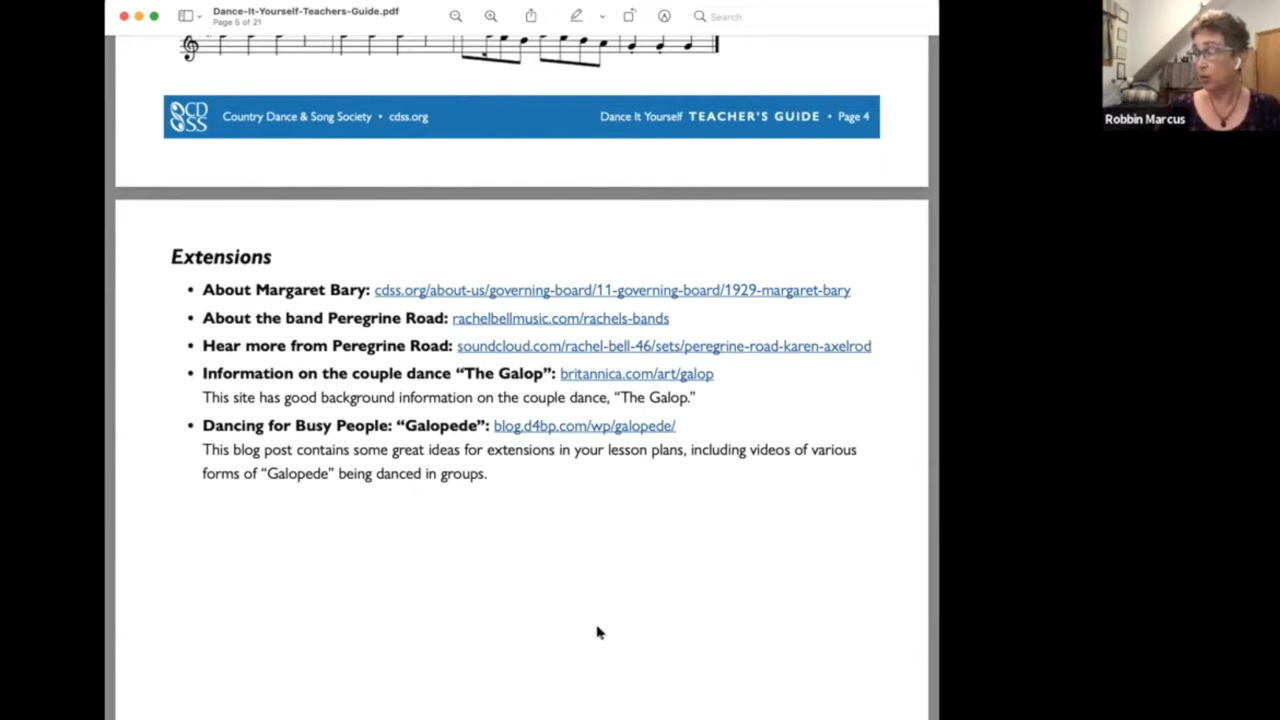 Dance-It-Yourself-Teachers-Guide.pdf
Page 5 of 21
Search
Robbin Marcus
CD
SS
Country Dance & Song Society • cdss.org
Dance It Yourself TEACHER'S GUIDE • Page 4
Extensions
• About Margaret Bary: cdss.org/about-us/governing-board/11-governing-board/1929-margaret-bary
• About the band Peregrine Road: rachelbellmusic.com/rachels-bands
• Hear more from Peregrine Road: soundcloud.com/rachel-bell-46/sets/peregrine-road-karen-axelrod
• Information on the couple dance “The Galop”: britannica.com/art/galop
This site has good background information on the couple dance, “The Galop.”
• Dancing for Busy People: “Galopede”: blog.d4bp.com/wp/galopede/
This blog post contains some great ideas for extensions in your lesson plans, including videos of various
forms of “Galopede” being danced in groups.